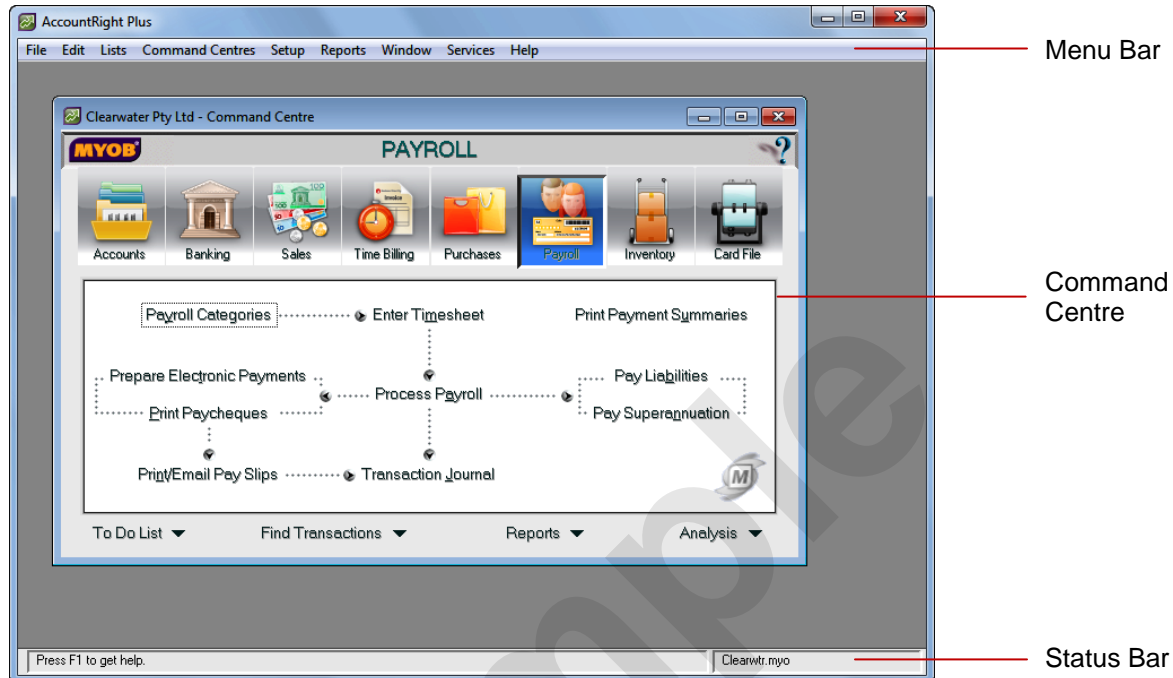 AccountRight Plus
File Edit Lists Command Centres Setup Reports Window Services Help
Menu Bar
Clearwater Pty Ltd - Command Centre
MYOB
PAYROLL
Accounts Banking Sales Time Billing Purchases Payroll Inventory Card File
Command
Centre
Payroll Categories Enter Timesheet Print Payment Summaries
Prepare Electronic Payments Pay Liabilities
Process Payroll
Print Paycheques Pay Superannuation
Print/Email Pay Slips Transaction Journal
M
To Do List Find Transactions Reports Analysis
Press F1 to get help. Clearwtr.myo
Status Bar